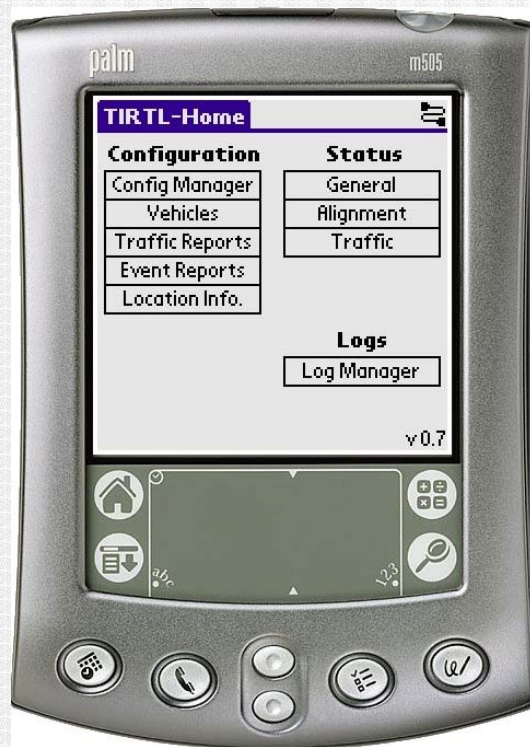 palm m505
TIRTL-Home
Configuration
Config Manager
Vehicles
Traffic Reports
Event Reports
Location Info.
Status
General
Alignment
Traffic
Logs
Log Manager
v 0.7
abc
123